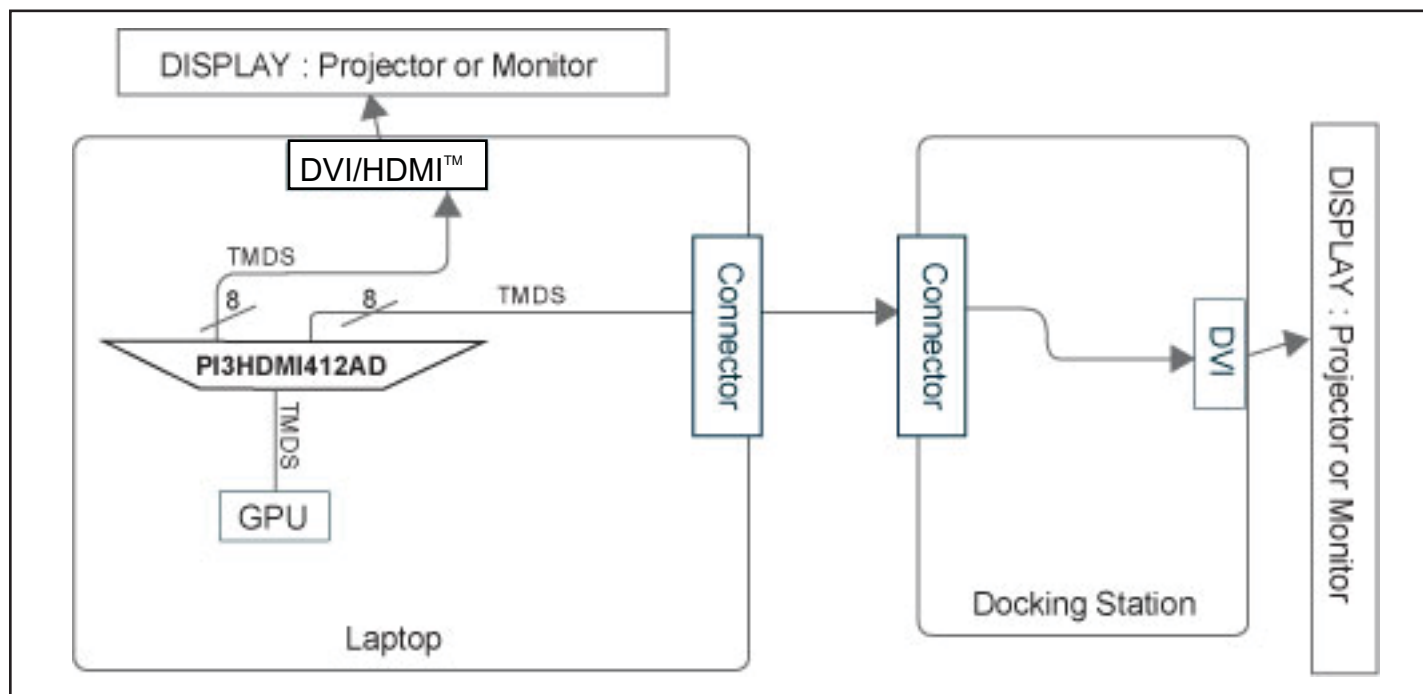 DISPLAY : Projector or Monitor
DVI/HDMI™
TMDS
8
8
TMDS
PI3HDMI412AD
TMDS
GPU
Laptop
Connector
Connector
DVI
Docking Station
DISPLAY : Projector or Monitor